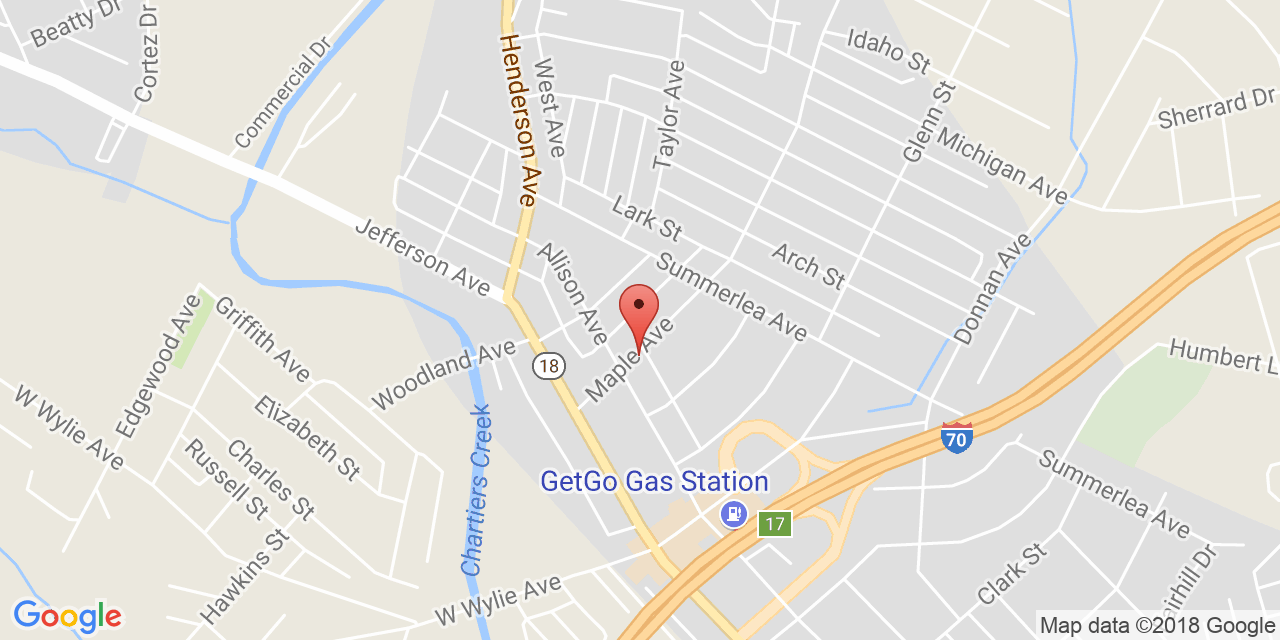 Beatty Dr
Cortez Dr
Commercial Dr
Henderson Ave
West Ave
Taylor Ave
Idaho St
Glenn St
Sherrard Dr
Michigan Ave
Lark St
Arch St
Jefferson Ave
Allison Ave
Summerlea Ave
Donnan Ave
Edgewood Ave
Griffith Ave
Woodland Ave
18
Maple Ave
Humbert L
W Wylie Ave
Elizabeth St
Charles St
Russell St
Chartiers Creek
70
GetGo Gas Station
17
Summerlea Ave
Hawkins St
W Wylie Ave
Clark St
airhill Dr
Google
Map data ©2018 Google